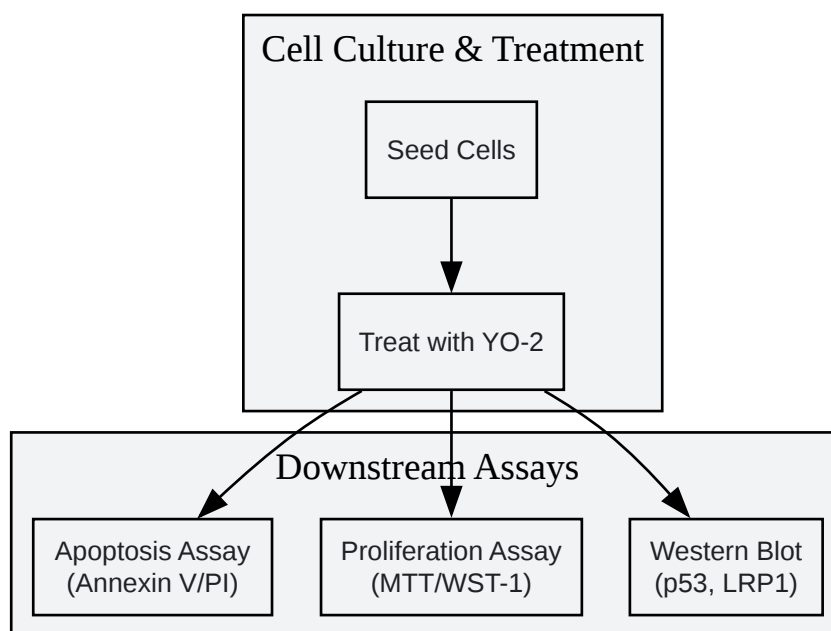 Cell Culture & Treatment
Seed Cells
Treat with YO-2
Downstream Assays
Apoptosis Assay
(Annexin V/PI)
Proliferation Assay
(MTT/WST-1)
Western Blot
(p53, LRP1)